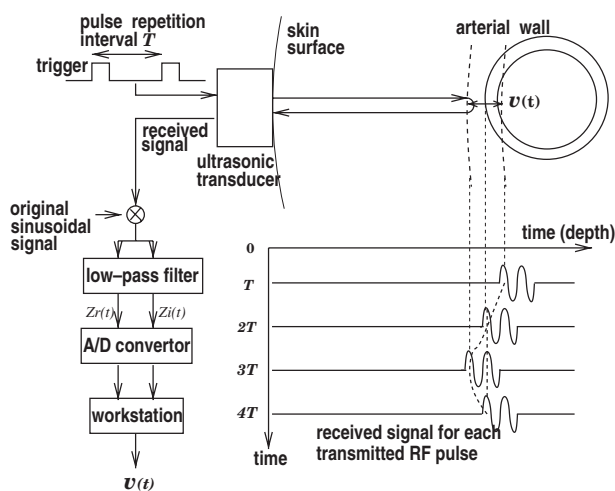 pulse repetition
interval T
trigger
skin
surface
arterial wall
v(t)
received
signal
ultrasonic
transducer
original
sinusoidal
signal
low–pass filter
Zr(t) Zi(t)
A/D convertor
workstation
v(t)
time (depth)
0
T
2T
3T
4T
time
received signal for each
transmitted RF pulse